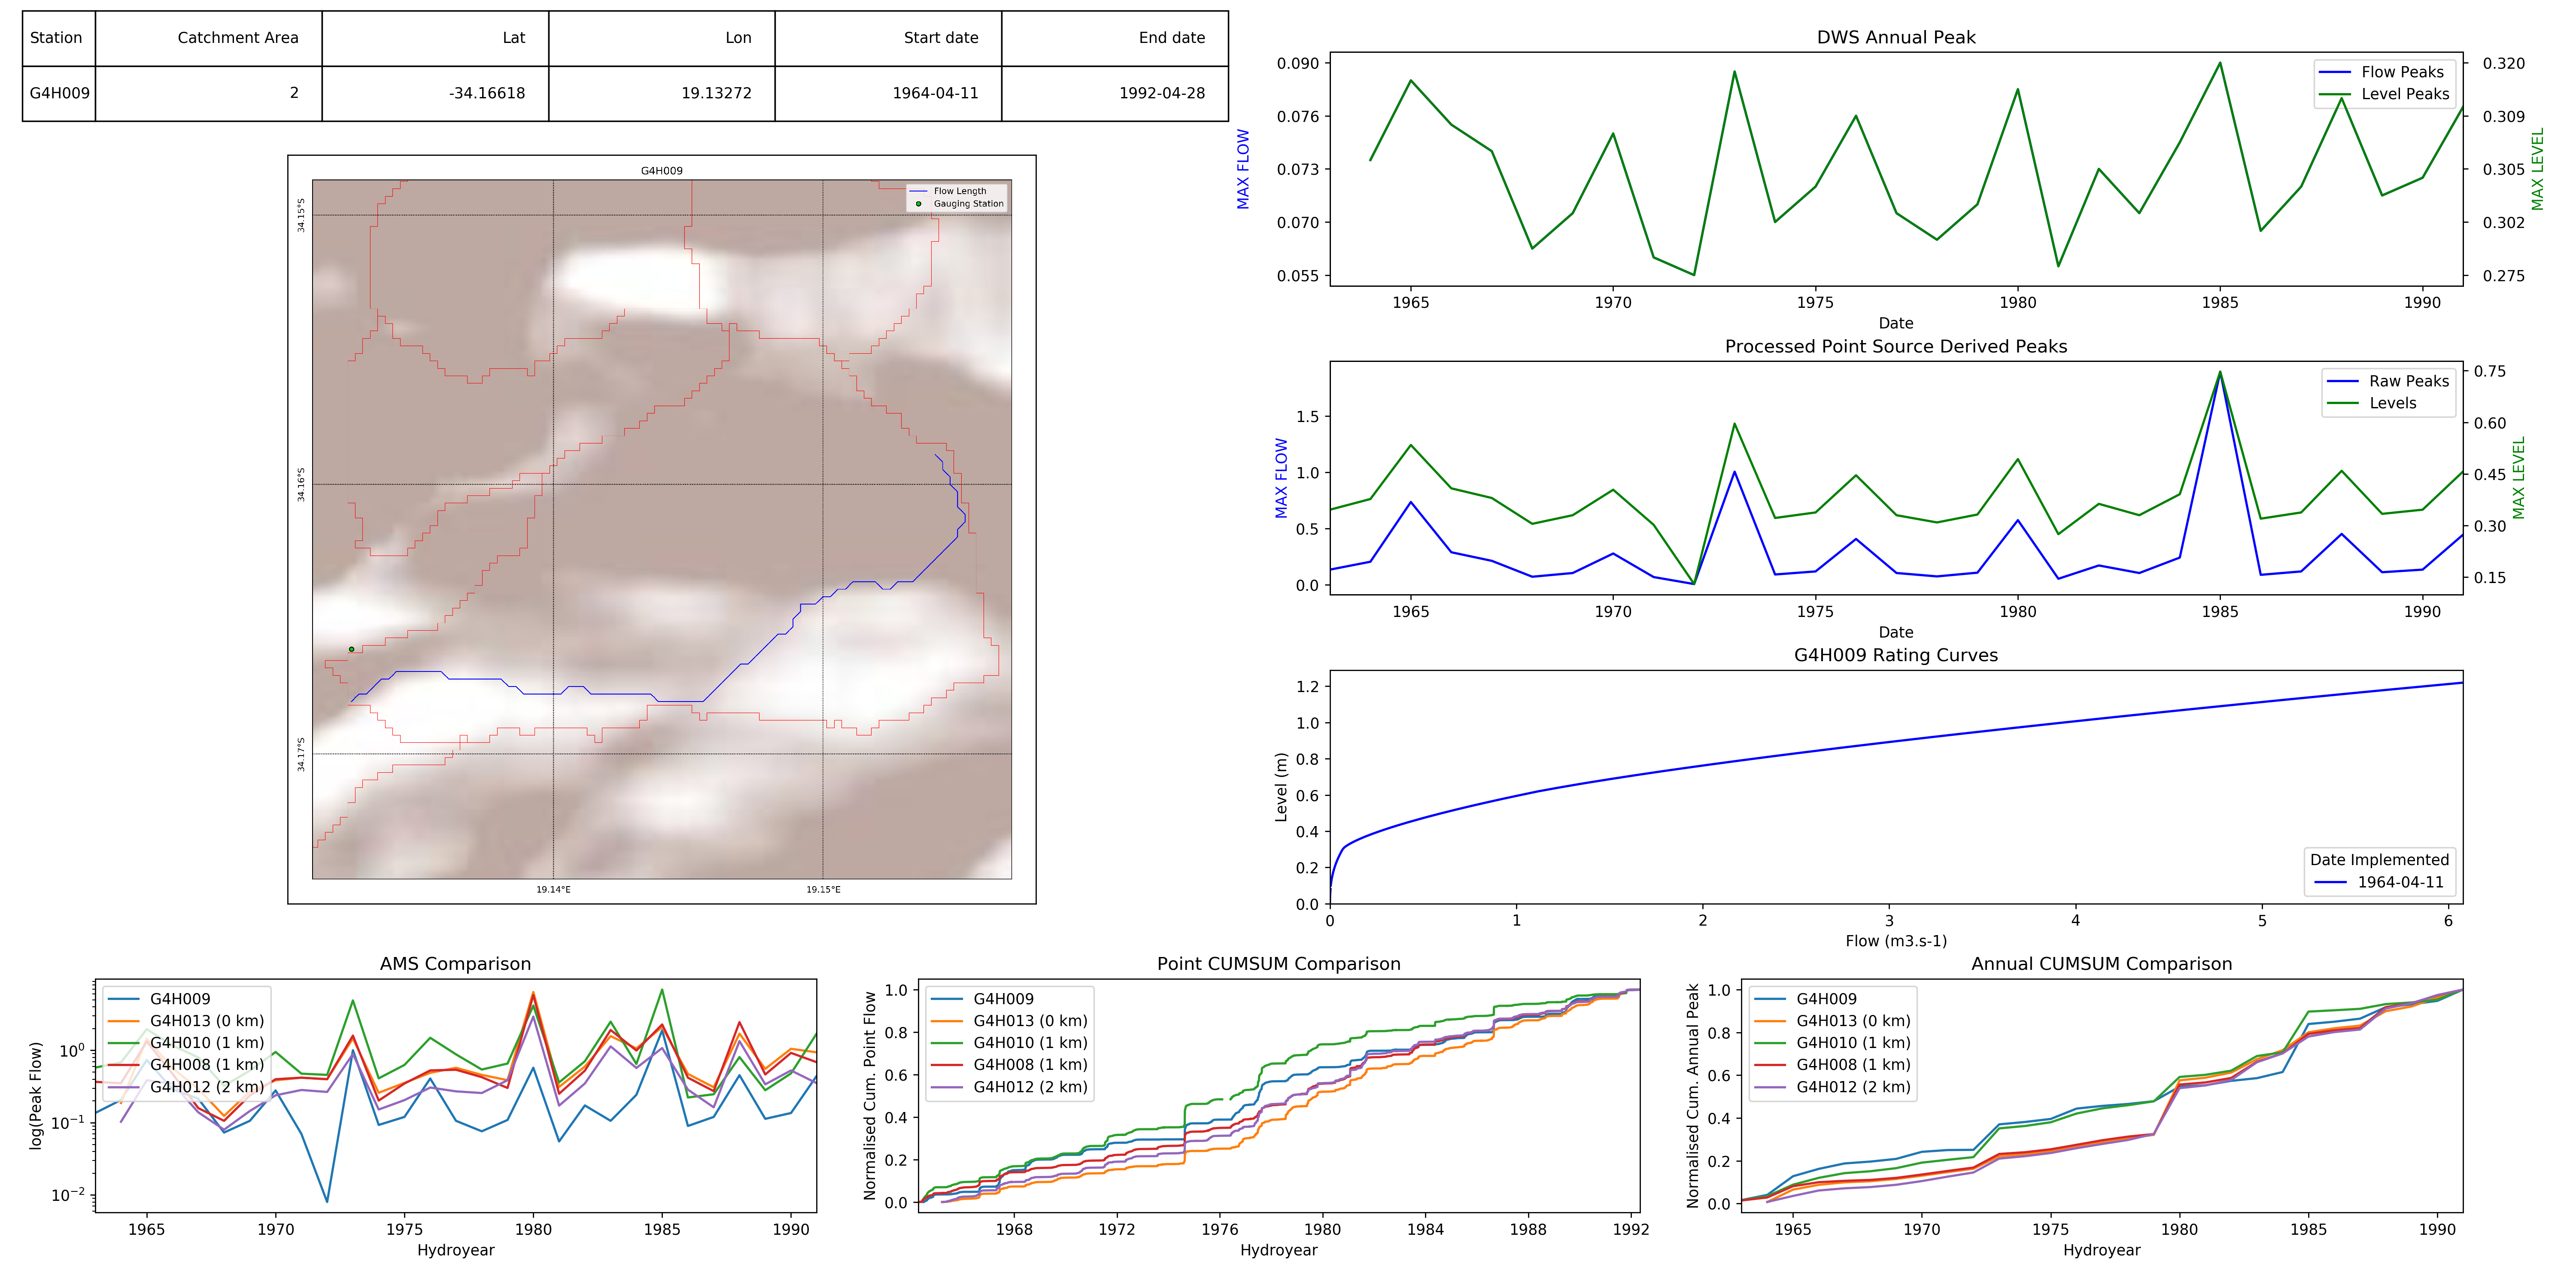 Station Catchment Area Lat Lon Start date End date
G4H009 2 -34.16618 19.13272 1964-04-11 1992-04-28
G4H009
Flow Length
Gauging Station
34.15°S
34.16°S
34.17°S
19.14°E 19.15°E
DWS Annual Peak
Flow Peaks
Level Peaks
MAX FLOW
0.090
0.076
0.073
0.070
0.055
0.320
0.309
0.305
0.302
0.275
MAX LEVEL
1965 1970 1975 1980 1985 1990
Date
Processed Point Source Derived Peaks
Raw Peaks
Levels
MAX FLOW
1.5
1.0
0.5
0.0
0.75
0.60
0.45
0.30
0.15
MAX LEVEL
1965 1970 1975 1980 1985 1990
Date
G4H009 Rating Curves
Level (m)
1.2
1.0
0.8
0.6
0.4
0.2
0.0
Date Implemented
1964-04-11
0 1 2 3 4 5 6
Flow (m3.s-1)
AMS Comparison
G4H009
G4H013 (0 km)
G4H010 (1 km)
G4H008 (1 km)
G4H012 (2 km)
log(Peak Flow)
10⁰
10⁻¹
10⁻²
1965 1970 1975 1980 1985 1990
Hydroyear
Point CUMSUM Comparison
G4H009
G4H013 (0 km)
G4H010 (1 km)
G4H008 (1 km)
G4H012 (2 km)
Normalised Cum. Point Flow
1.0
0.8
0.6
0.4
0.2
0.0
1968 1972 1976 1980 1984 1988 1992
Hydroyear
Annual CUMSUM Comparison
G4H009
G4H013 (0 km)
G4H010 (1 km)
G4H008 (1 km)
G4H012 (2 km)
Normalised Cum. Annual Peak
1.0
0.8
0.6
0.4
0.2
0.0
1965 1970 1975 1980 1985 1990
Hydroyear